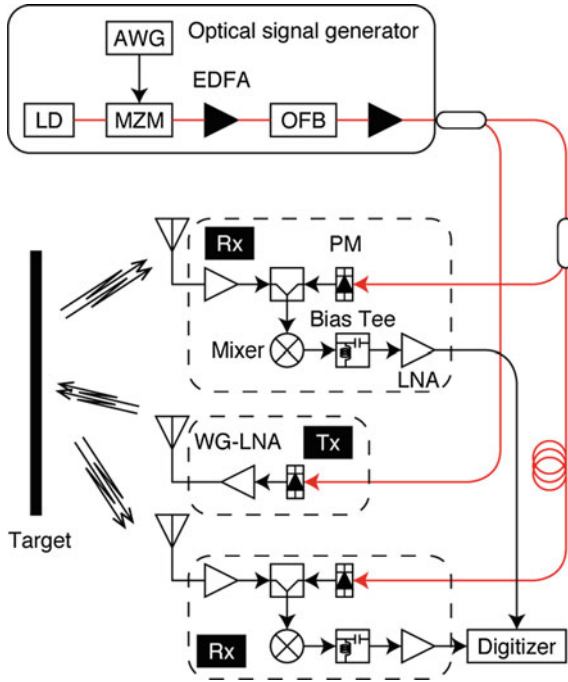 AWG
Optical signal generator
EDFA
LD
MZM
OFB
Rx
PM
Bias Tee
Mixer
LNA
WG-LNA
Tx
Target
Rx
Digitizer